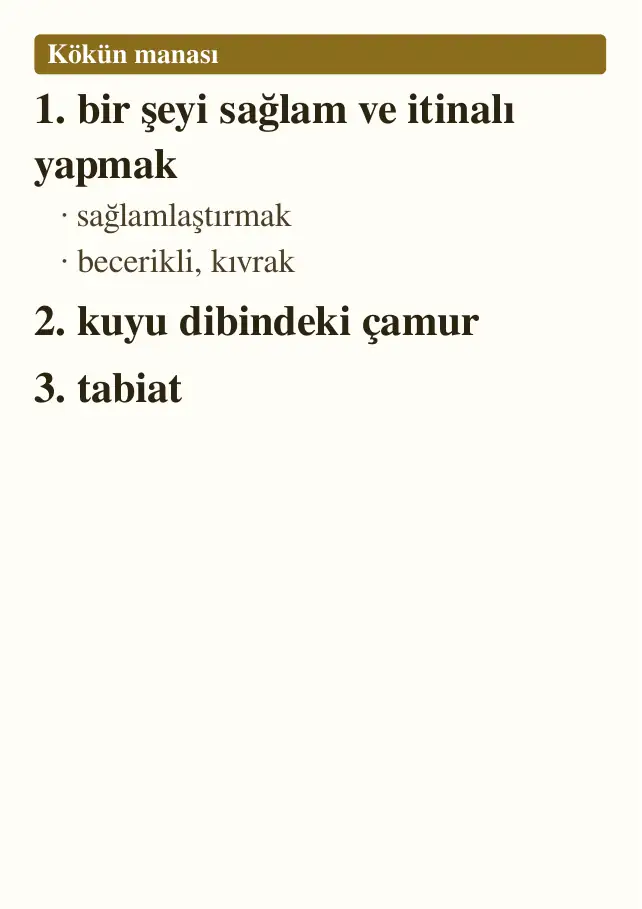 Kökün manası
1. bir şeyi sağlam ve itinalı
yapmak
· sağlamlaştırmak
· becerikli, kıvrak
2. kuyu dibindeki çamur
3. tabiat